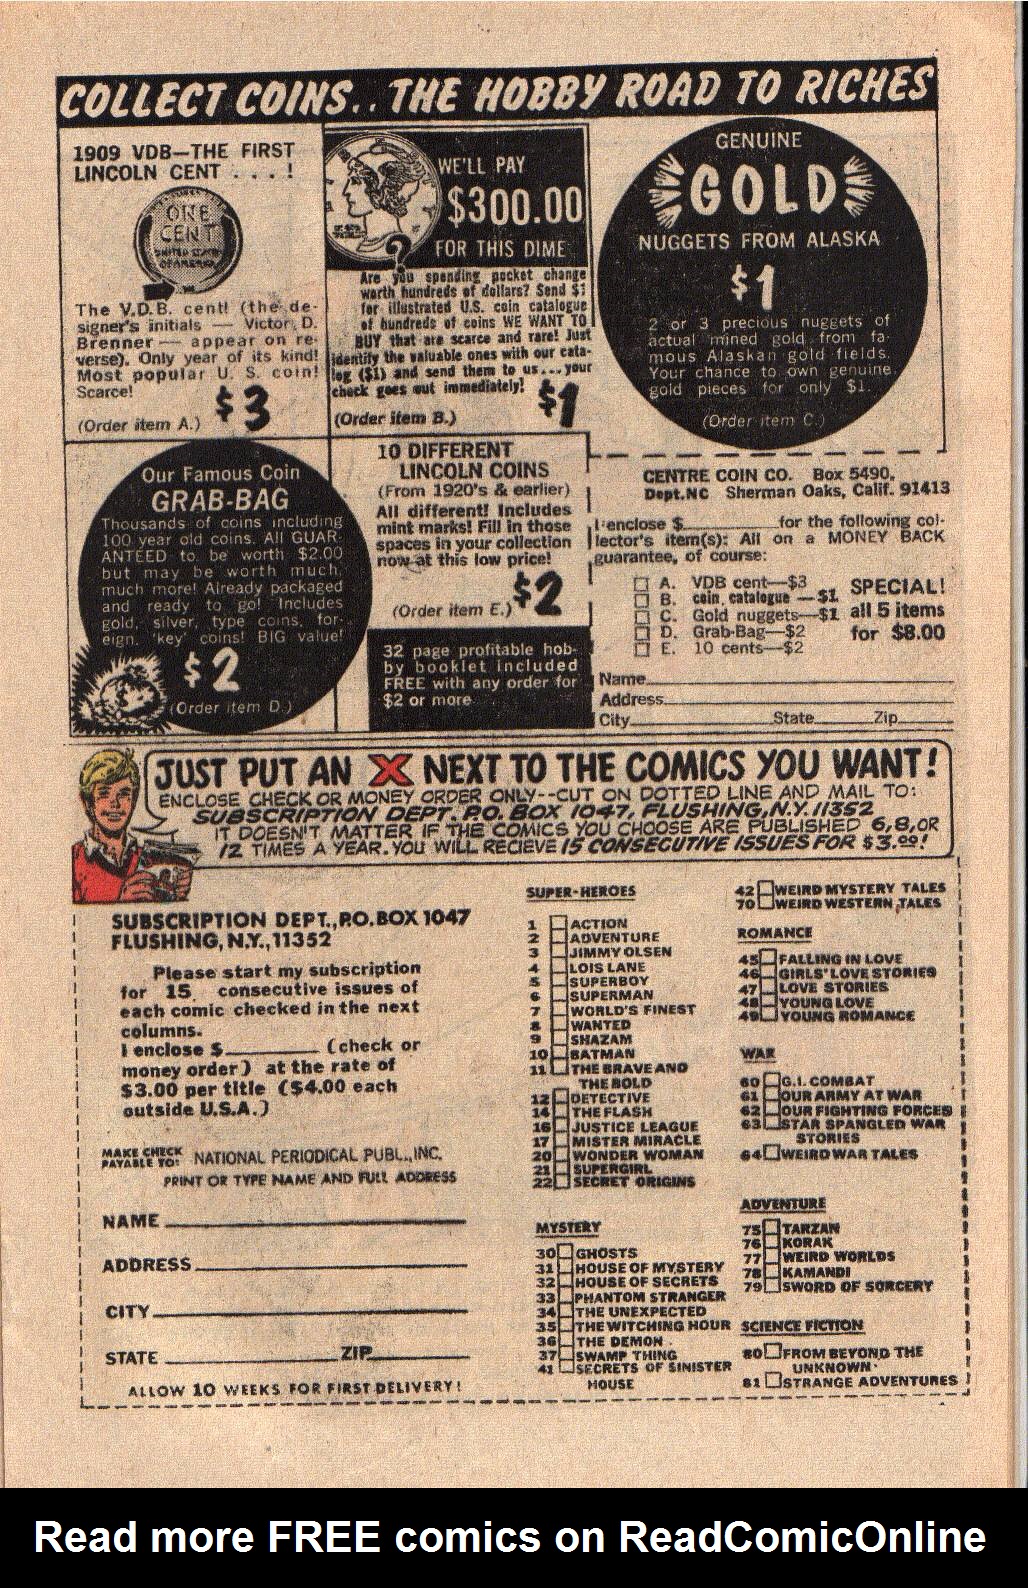 COLLECT COINS.. THE HOBBY ROAD TO RICHES
1909 VDB—THE FIRST
LINCOLN CENT . . . !
ONE
CENT
UNITED STATES
OF AMERICA
The V.D.B. cent! (the de-
signer's initials — Victor D.
Brenner — appear on re-
verse). Only year of its kind!
Most popular U. S. coin!
Scarce!
$3
(Order item A.)
WE'LL PAY
$300.00
FOR THIS DIME
Are you spending pocket change
worth hundreds of dollars? Send $1
for illustrated U.S. coin catalogue
of hundreds of coins WE WANT TO
BUY that are scarce and rare! Just
identify the valuable ones with our cata-
log ($1) and send them to us...your
check goes out immediately!
(Order item B.)
$1
GENUINE
GOLD
NUGGETS FROM ALASKA
$1
2 or 3 precious nuggets of
actual mined gold from fa-
mous Alaskan gold fields.
Your chance to own genuine
gold pieces for only $1.
(Order item C.)
Our Famous Coin
GRAB-BAG
Thousands of coins including
100 year old coins. All GUAR-
ANTEED to be worth $2.00
but may be worth much,
much more! Already packaged
and ready to go! Includes
gold, silver, type coins, for-
eign, 'key' coins! BIG value!
$2
(Order item D.)
10 DIFFERENT
LINCOLN COINS
(From 1920's & earlier)
All different! Includes
mint marks! Fill in those
spaces in your collection
now at this low price!
(Order item E.)
$2
32 page profitable hob-
by booklet included
FREE with any order for
$2 or more
CENTRE COIN CO. Box 5490,
Dept.NC Sherman Oaks, Calif. 91413
I enclose $ for the following col-
lector's item(s): All on a MONEY BACK
guarantee, of course:
A. VDB cent—$3
B. coin catalogue —$1
C. Gold nuggets—$1
D. Grab-Bag—$2
E. 10 cents—$2
SPECIAL!
all 5 items
for $8.00
Name
Address
City State Zip
JUST PUT AN X NEXT TO THE COMICS YOU WANT!
ENCLOSE CHECK OR MONEY ORDER ONLY--CUT ON DOTTED LINE AND MAIL TO:
SUBSCRIPTION DEPT. P.O. BOX 1047, FLUSHING, N.Y. 11352
IT DOESN'T MATTER IF THE COMICS YOU CHOOSE ARE PUBLISHED 6,8, OR
12 TIMES A YEAR. YOU WILL RECIEVE 15 CONSECUTIVE ISSUES FOR $3.00!
SUBSCRIPTION DEPT., P.O. BOX 1047
FLUSHING, N.Y., 11352
Please start my subscription
for 15 consecutive issues of
each comic checked in the next
columns.
I enclose $ (check or
money order) at the rate of
$3.00 per title ($4.00 each
outside U.S.A.)
MAKE CHECK
PAYABLE TO: NATIONAL PERIODICAL PUBL., INC.
PRINT OR TYPE NAME AND FULL ADDRESS
NAME
ADDRESS
CITY
STATE ZIP
ALLOW 10 WEEKS FOR FIRST DELIVERY!
SUPER-HEROES
1 ACTION
2 ADVENTURE
3 JIMMY OLSEN
4 LOIS LANE
5 SUPERBOY
6 SUPERMAN
7 WORLD'S FINEST
8 WANTED
9 SHAZAM
10 BATMAN
11 THE BRAVE AND
THE BOLD
12 DETECTIVE
14 THE FLASH
16 JUSTICE LEAGUE
17 MISTER MIRACLE
20 WONDER WOMAN
21 SUPERGIRL
22 SECRET ORIGINS
MYSTERY
30 GHOSTS
31 HOUSE OF MYSTERY
32 HOUSE OF SECRETS
33 PHANTOM STRANGER
34 THE UNEXPECTED
35 THE WITCHING HOUR
36 THE DEMON
37 SWAMP THING
41 SECRETS OF SINISTER
HOUSE
42 WEIRD MYSTERY TALES
70 WEIRD WESTERN TALES
ROMANCE
45 FALLING IN LOVE
46 GIRLS' LOVE STORIES
47 LOVE STORIES
48 YOUNG LOVE
49 YOUNG ROMANCE
WAR
60 G.I. COMBAT
61 OUR ARMY AT WAR
62 OUR FIGHTING FORCES
63 STAR SPANGLED WAR
STORIES
64 WEIRD WAR TALES
ADVENTURE
75 TARZAN
76 KORAK
77 WEIRD WORLDS
78 KAMANDI
79 SWORD OF SORCERY
SCIENCE FICTION
80 FROM BEYOND THE
UNKNOWN
81 STRANGE ADVENTURES
Read more FREE comics on ReadComicOnline